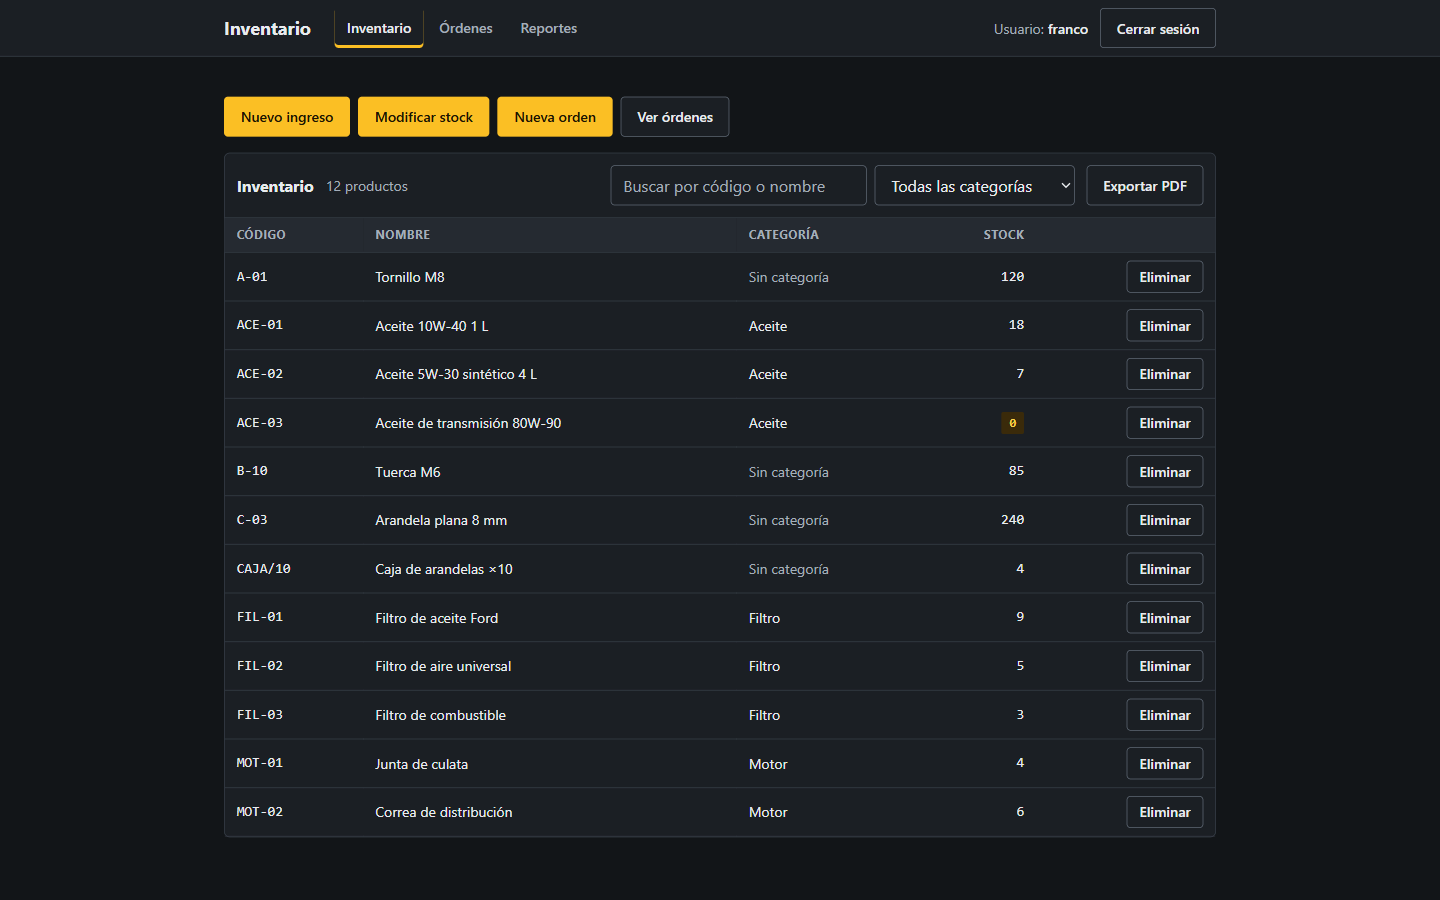 Inventario Inventario Órdenes Reportes Usuario: franco Cerrar sesión
Nuevo ingreso Modificar stock Nueva orden Ver órdenes
Inventario 12 productos Buscar por código o nombre Todas las categorías Exportar PDF
CÓDIGO NOMBRE CATEGORÍA STOCK
A-01 Tornillo M8 Sin categoría 120 Eliminar
ACE-01 Aceite 10W-40 1 L Aceite 18 Eliminar
ACE-02 Aceite 5W-30 sintético 4 L Aceite 7 Eliminar
ACE-03 Aceite de transmisión 80W-90 Aceite 0 Eliminar
B-10 Tuerca M6 Sin categoría 85 Eliminar
C-03 Arandela plana 8 mm Sin categoría 240 Eliminar
CAJA/10 Caja de arandelas ×10 Sin categoría 4 Eliminar
FIL-01 Filtro de aceite Ford Filtro 9 Eliminar
FIL-02 Filtro de aire universal Filtro 5 Eliminar
FIL-03 Filtro de combustible Filtro 3 Eliminar
MOT-01 Junta de culata Motor 4 Eliminar
MOT-02 Correa de distribución Motor 6 Eliminar